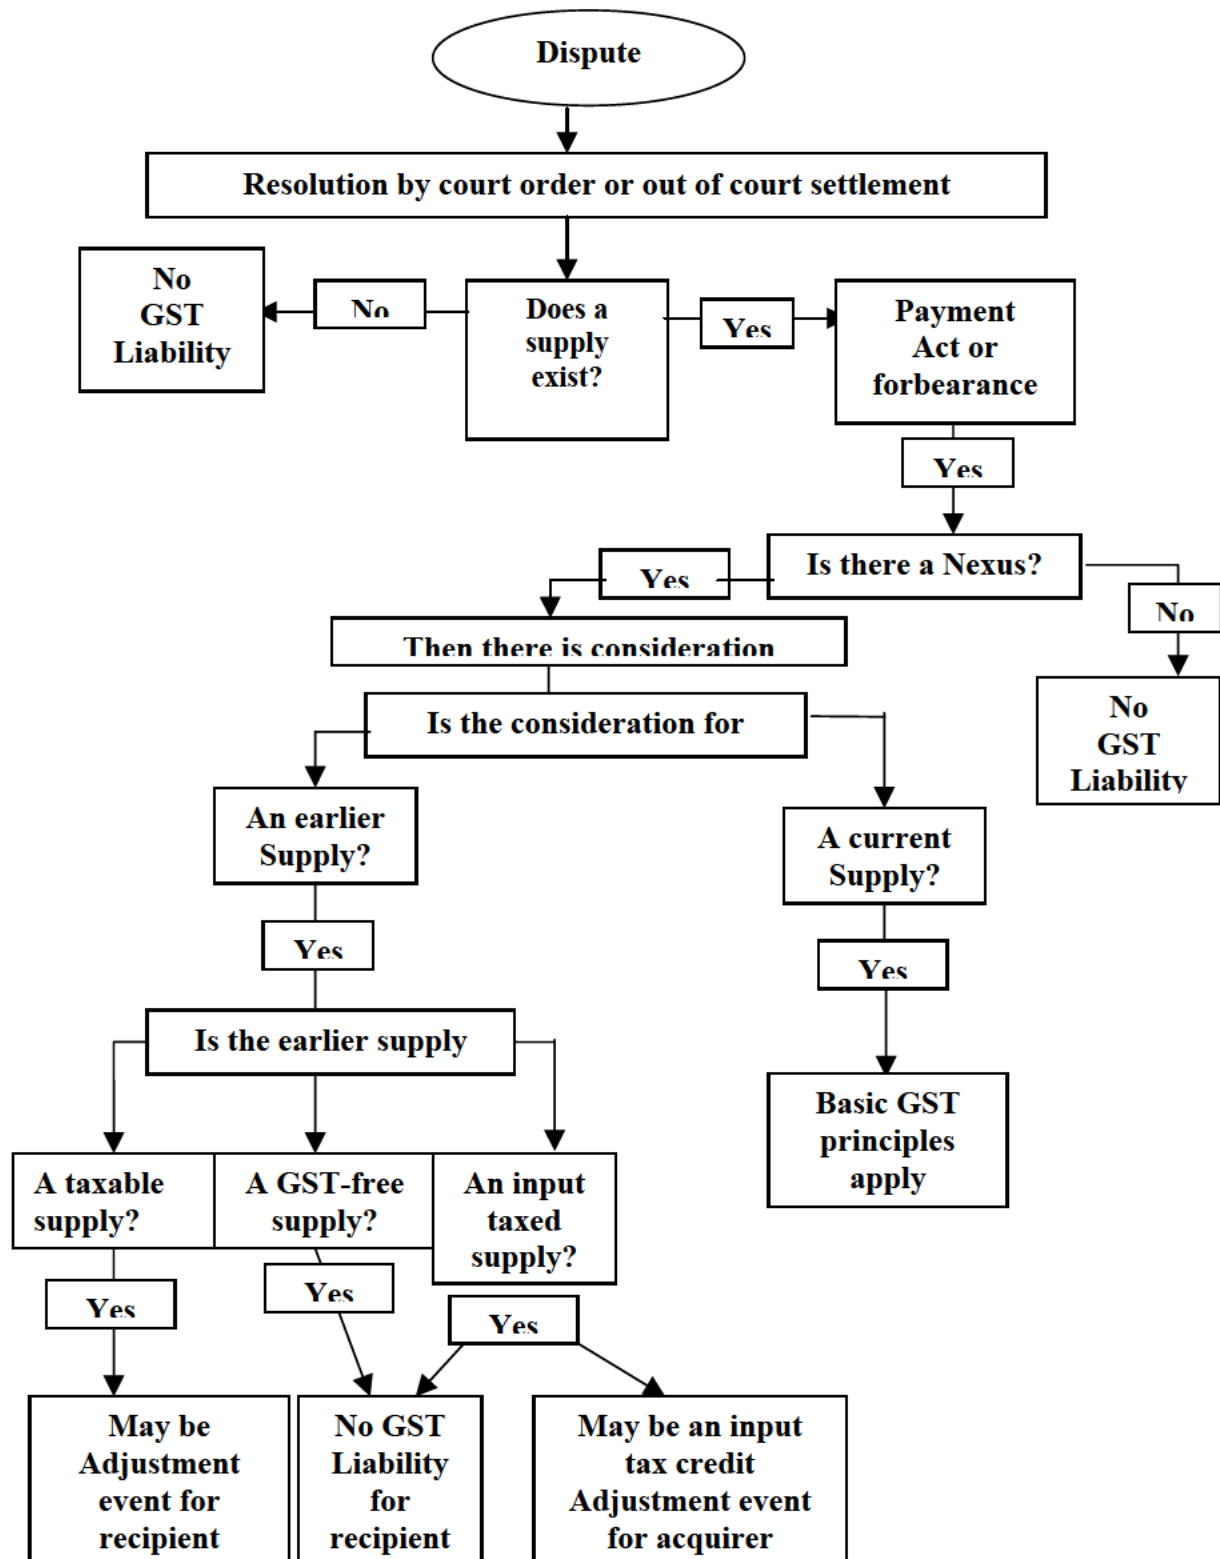 Dispute
Resolution by court order or out of court settlement
No
GST
Liability
No
Does a
supply
exist?
Yes
Payment
Act or
forbearance
Yes
Is there a Nexus?
Yes
No
Then there is consideration
No
GST
Liability
Is the consideration for
An earlier
Supply?
A current
Supply?
Yes
Yes
Is the earlier supply
Basic GST
principles
apply
A taxable
supply?
A GST-free
supply?
An input
taxed
supply?
Yes
Yes
Yes
May be
Adjustment
event for
recipient
No GST
Liability
for
recipient
May be an input
tax credit
Adjustment event
for acquirer